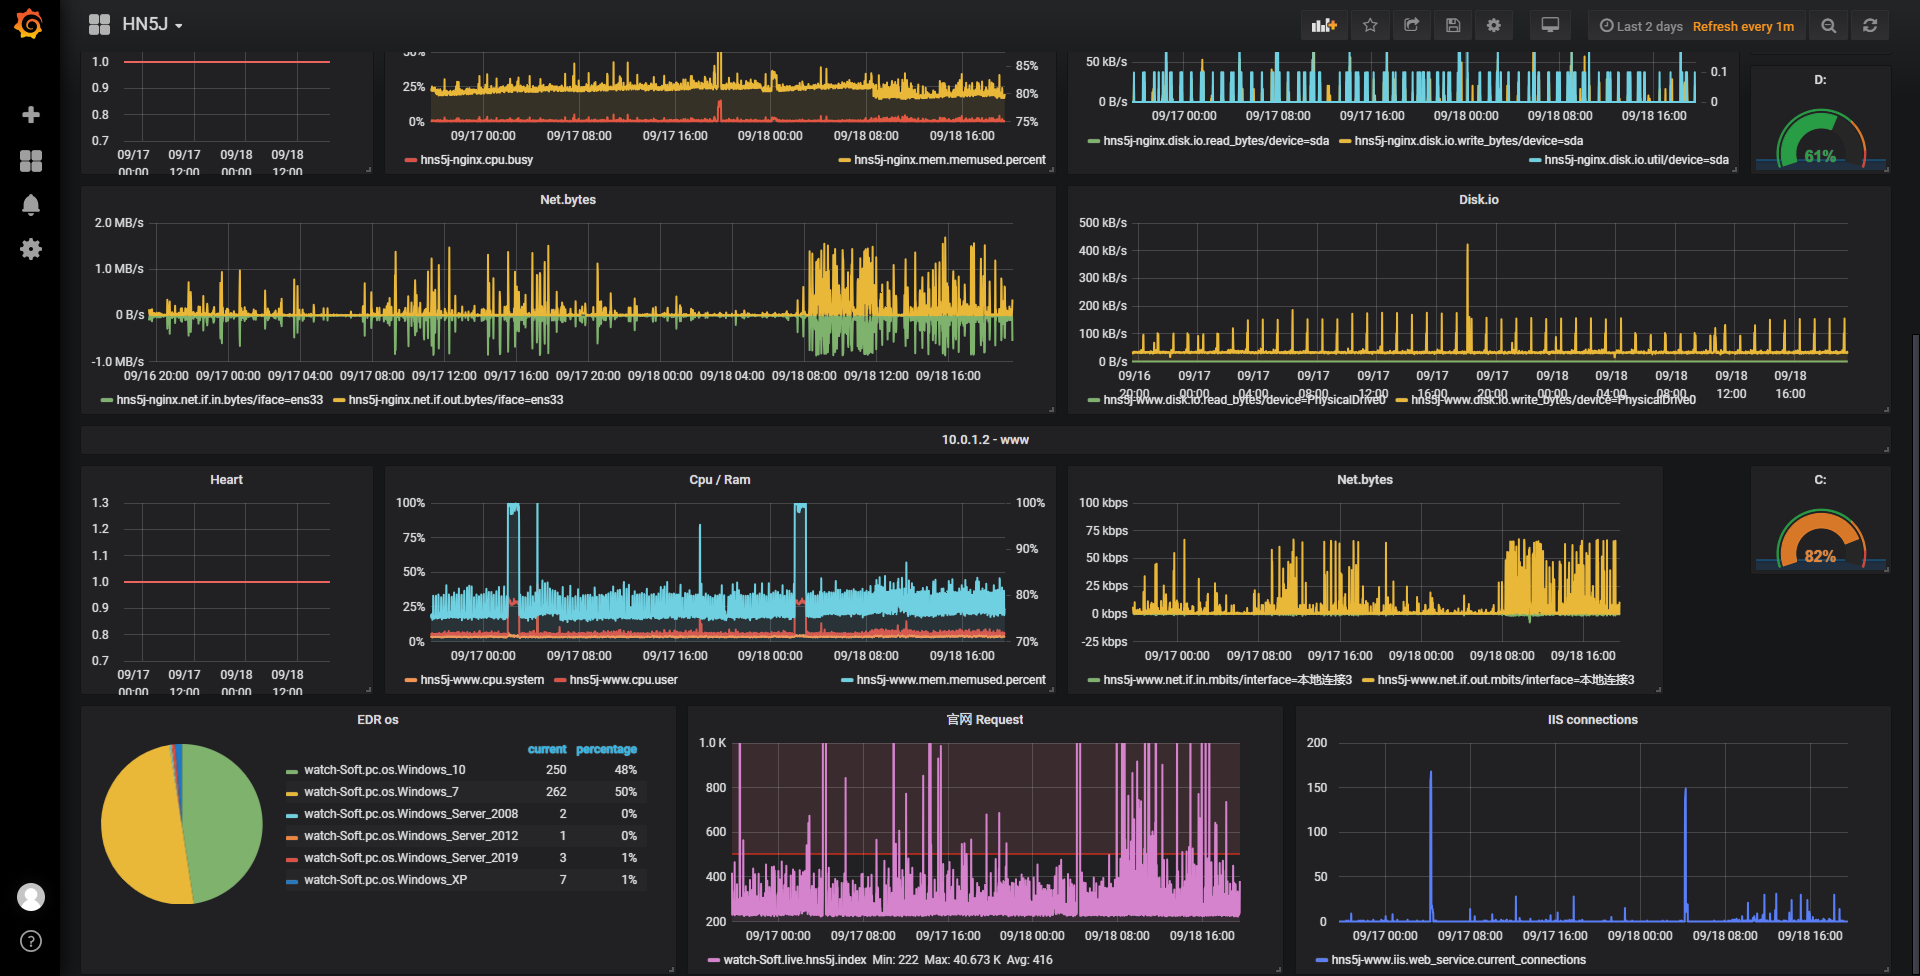 HN5J
Last 2 days Refresh every 1m
1.0
0.9
0.8
0.7
09/17 09/17 09/18 09/18
00:00 12:00 00:00 12:00
50%
25%
0%
85%
80%
75%
09/17 00:00 09/17 08:00 09/17 16:00 09/18 00:00 09/18 08:00 09/18 16:00
hns5j-nginx.cpu.busy hns5j-nginx.mem.memused.percent
50 kB/s
0 B/s
0.1
0
09/17 00:00 09/17 08:00 09/17 16:00 09/18 00:00 09/18 08:00 09/18 16:00
hns5j-nginx.disk.io.read_bytes/device=sda hns5j-nginx.disk.io.write_bytes/device=sda
hns5j-nginx.disk.io.util/device=sda
D:
61%
Net.bytes
2.0 MB/s
1.0 MB/s
0 B/s
-1.0 MB/s
09/16 20:00 09/17 00:00 09/17 04:00 09/17 08:00 09/17 12:00 09/17 16:00 09/17 20:00 09/18 00:00 09/18 04:00 09/18 08:00 09/18 12:00 09/18 16:00
hns5j-nginx.net.if.in.bytes/iface=ens33 hns5j-nginx.net.if.out.bytes/iface=ens33
Disk.io
500 kB/s
400 kB/s
300 kB/s
200 kB/s
100 kB/s
0 B/s
09/16 09/17 09/17 09/17 09/17 09/17 09/17 09/18 09/18 09/18 09/18 09/18
20:00 00:00 04:00 08:00 12:00 16:00 20:00 00:00 04:00 08:00 12:00 16:00
hns5j-www.disk.io.read_bytes/device=PhysicalDrive0 hns5j-www.disk.io.write_bytes/device=PhysicalDrive0
10.0.1.2 - www
Heart
1.3
1.2
1.1
1.0
0.9
0.8
0.7
09/17 09/17 09/18 09/18
00:00 12:00 00:00 12:00
Cpu / Ram
100%
75%
50%
25%
0%
100%
90%
80%
70%
09/17 00:00 09/17 08:00 09/17 16:00 09/18 00:00 09/18 08:00 09/18 16:00
hns5j-www.cpu.system hns5j-www.cpu.user hns5j-www.mem.memused.percent
Net.bytes
100 kbps
75 kbps
50 kbps
25 kbps
0 kbps
-25 kbps
09/17 00:00 09/17 08:00 09/17 16:00 09/18 00:00 09/18 08:00 09/18 16:00
hns5j-www.net.if.in.mbits/interface=本地连接3 hns5j-www.net.if.out.mbits/interface=本地连接3
C:
82%
EDR os
current percentage
watch-Soft.pc.os.Windows_10 250 48%
watch-Soft.pc.os.Windows_7 262 50%
watch-Soft.pc.os.Windows_Server_2008 2 0%
watch-Soft.pc.os.Windows_Server_2012 1 0%
watch-Soft.pc.os.Windows_Server_2019 3 1%
watch-Soft.pc.os.Windows_XP 7 1%
官网 Request
1.0 K
800
600
400
200
09/17 00:00 09/17 08:00 09/17 16:00 09/18 00:00 09/18 08:00 09/18 16:00
watch-Soft.live.hns5j.index Min: 222 Max: 40.673 K Avg: 416
IIS connections
200
150
100
50
0
09/17 00:00 09/17 08:00 09/17 16:00 09/18 00:00 09/18 08:00 09/18 16:00
hns5j-www.iis.web_service.current_connections